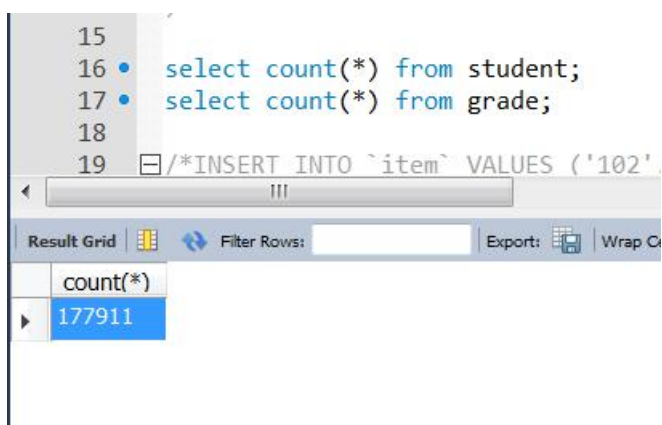 15
16 select count(*) from student;
17 select count(*) from grade;
18
19 /*INSERT INTO `item` VALUES ('102'
Result Grid Filter Rows: Export: Wrap Ce
count(*)
177911